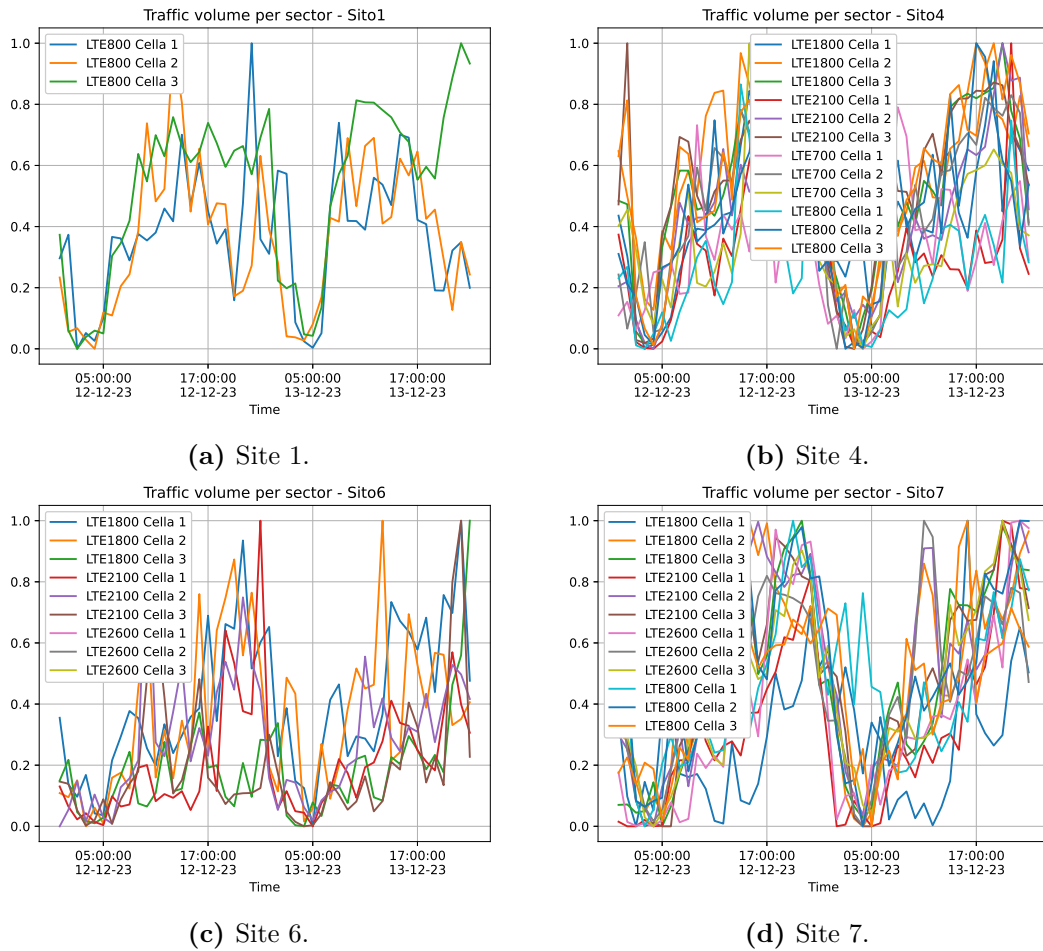 Traffic volume per sector - Sito1
1.0
0.8
0.6
0.4
0.2
0.0
LTE800 Cella 1
LTE800 Cella 2
LTE800 Cella 3
05:00:00 17:00:00 05:00:00 17:00:00
12-12-23 12-12-23 13-12-23 13-12-23
Time
(a) Site 1.
Traffic volume per sector - Sito4
1.0
0.8
0.6
0.4
0.2
0.0
LTE1800 Cella 1
LTE1800 Cella 2
LTE1800 Cella 3
LTE2100 Cella 1
LTE2100 Cella 2
LTE2100 Cella 3
LTE700 Cella 1
LTE700 Cella 2
LTE700 Cella 3
LTE800 Cella 1
LTE800 Cella 2
LTE800 Cella 3
05:00:00 17:00:00 05:00:00 17:00:00
12-12-23 12-12-23 13-12-23 13-12-23
Time
(b) Site 4.
Traffic volume per sector - Sito6
1.0
0.8
0.6
0.4
0.2
0.0
LTE1800 Cella 1
LTE1800 Cella 2
LTE1800 Cella 3
LTE2100 Cella 1
LTE2100 Cella 2
LTE2100 Cella 3
LTE2600 Cella 1
LTE2600 Cella 2
LTE2600 Cella 3
05:00:00 17:00:00 05:00:00 17:00:00
12-12-23 12-12-23 13-12-23 13-12-23
Time
(c) Site 6.
Traffic volume per sector - Sito7
1.0
0.8
0.6
0.4
0.2
0.0
LTE1800 Cella 1
LTE1800 Cella 2
LTE1800 Cella 3
LTE2100 Cella 1
LTE2100 Cella 2
LTE2100 Cella 3
LTE2600 Cella 1
LTE2600 Cella 2
LTE2600 Cella 3
LTE800 Cella 1
LTE800 Cella 2
LTE800 Cella 3
05:00:00 17:00:00 05:00:00 17:00:00
12-12-23 12-12-23 13-12-23 13-12-23
Time
(d) Site 7.